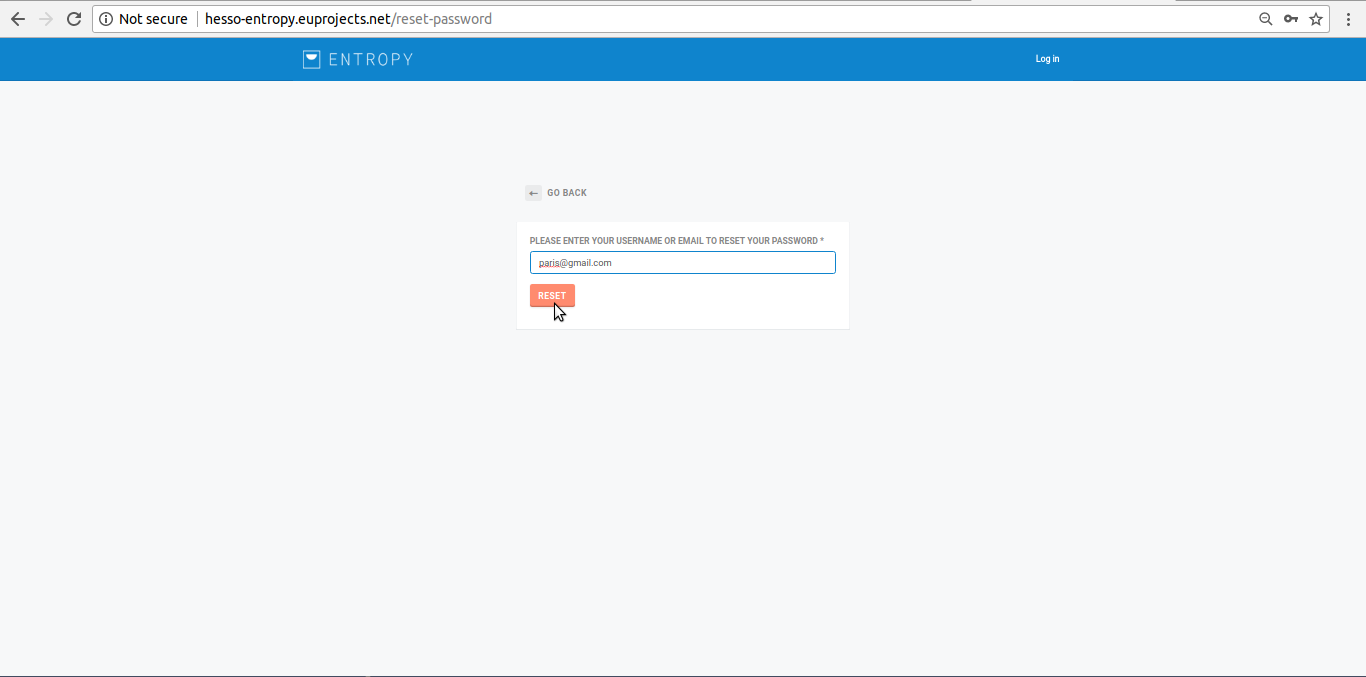 Not secure
hesso-entropy.euprojects.net/reset-password
ENTROPY
Log in
← GO BACK
PLEASE ENTER YOUR USERNAME OR EMAIL TO RESET YOUR PASSWORD *
paris@gmail.com
RESET